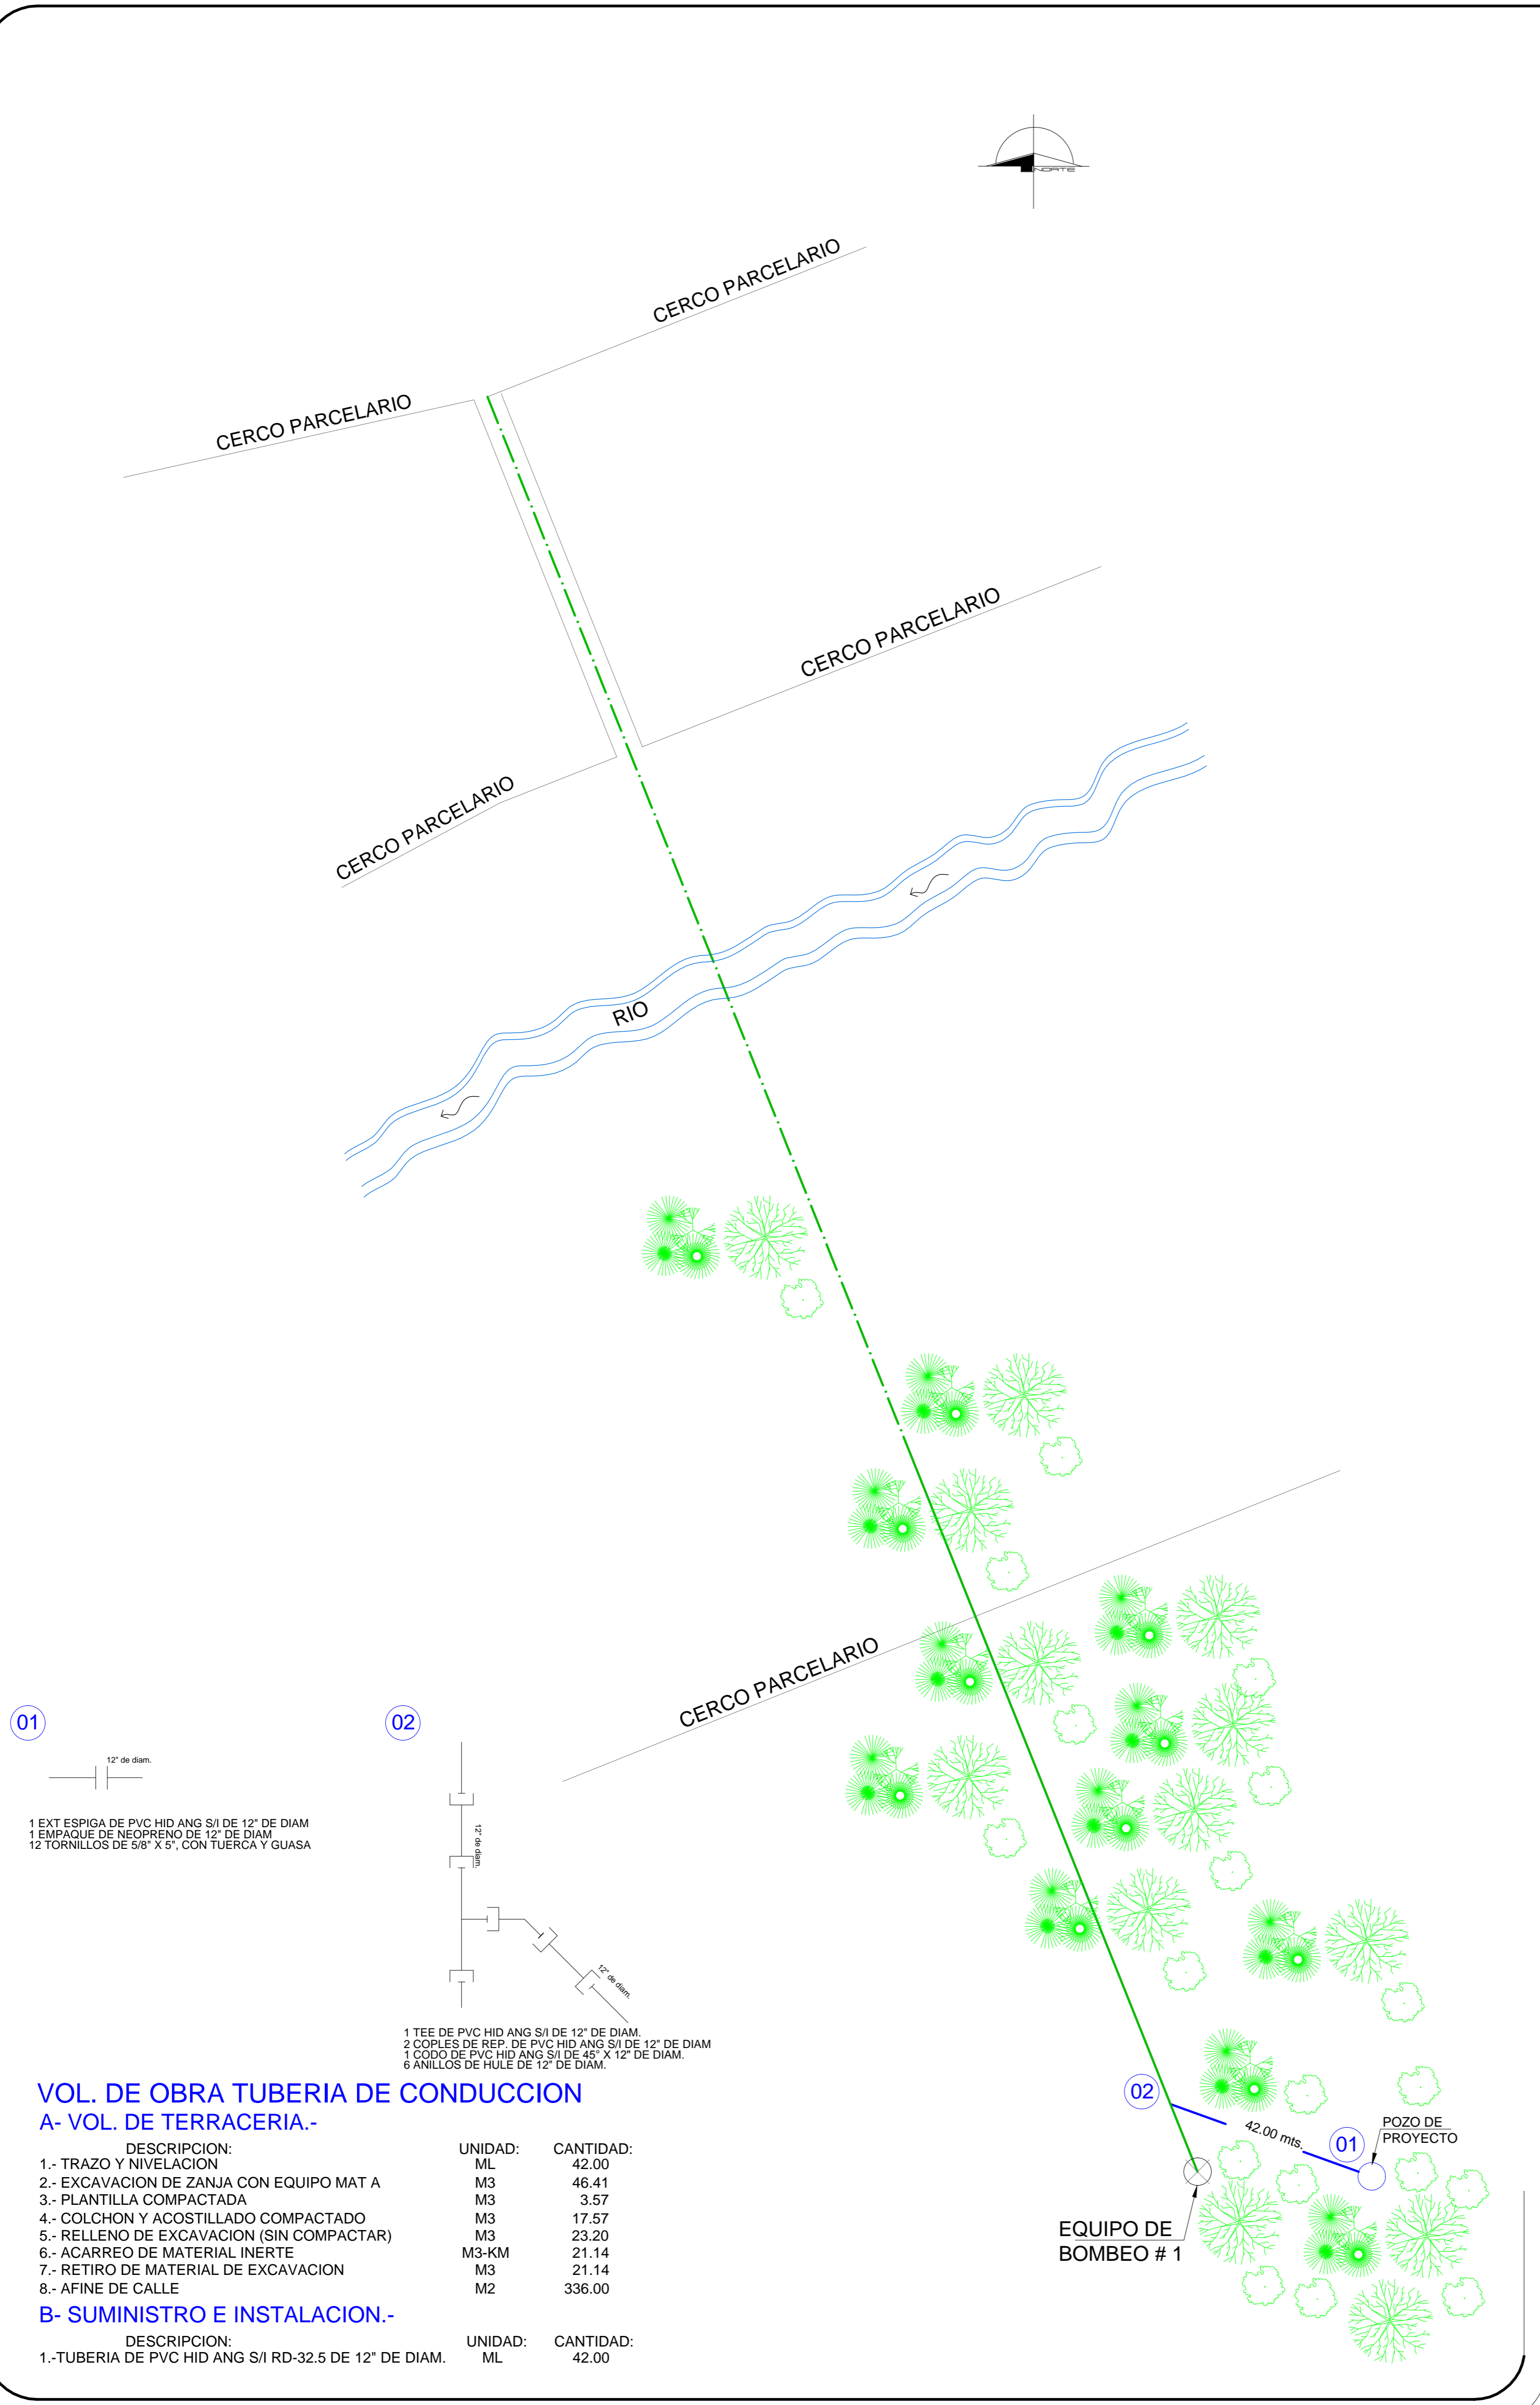 NORTE
CERCO PARCELARIO
CERCO PARCELARIO
CERCO PARCELARIO
CERCO PARCELARIO
RIO
CERCO PARCELARIO
01
12" de diam.
1 EXT ESPIGA DE PVC HID ANG S/I DE 12" DE DIAM
1 EMPAQUE DE NEOPRENO DE 12" DE DIAM
12 TORNILLOS DE 5/8" X 5", CON TUERCA Y GUASA
02
12" de diam.
12" de diam.
1 TEE DE PVC HID ANG S/I DE 12" DE DIAM.
2 COPLES DE REP. DE PVC HID ANG S/I DE 12" DE DIAM
1 CODO DE PVC HID ANG S/I DE 45° X 12" DE DIAM.
6 ANILLOS DE HULE DE 12" DE DIAM.
02
42.00 mts.
01
POZO DE
PROYECTO
EQUIPO DE
BOMBEO # 1
VOL. DE OBRA TUBERIA DE CONDUCCION
A- VOL. DE TERRACERIA.-
DESCRIPCION: UNIDAD: CANTIDAD:
1.- TRAZO Y NIVELACION ML 42.00
2.- EXCAVACION DE ZANJA CON EQUIPO MAT A M3 46.41
3.- PLANTILLA COMPACTADA M3 3.57
4.- COLCHON Y ACOSTILLADO COMPACTADO M3 17.57
5.- RELLENO DE EXCAVACION (SIN COMPACTAR) M3 23.20
6.- ACARREO DE MATERIAL INERTE M3-KM 21.14
7.- RETIRO DE MATERIAL DE EXCAVACION M3 21.14
8.- AFINE DE CALLE M2 336.00
B- SUMINISTRO E INSTALACION.-
DESCRIPCION: UNIDAD: CANTIDAD:
1.-TUBERIA DE PVC HID ANG S/I RD-32.5 DE 12" DE DIAM. ML 42.00